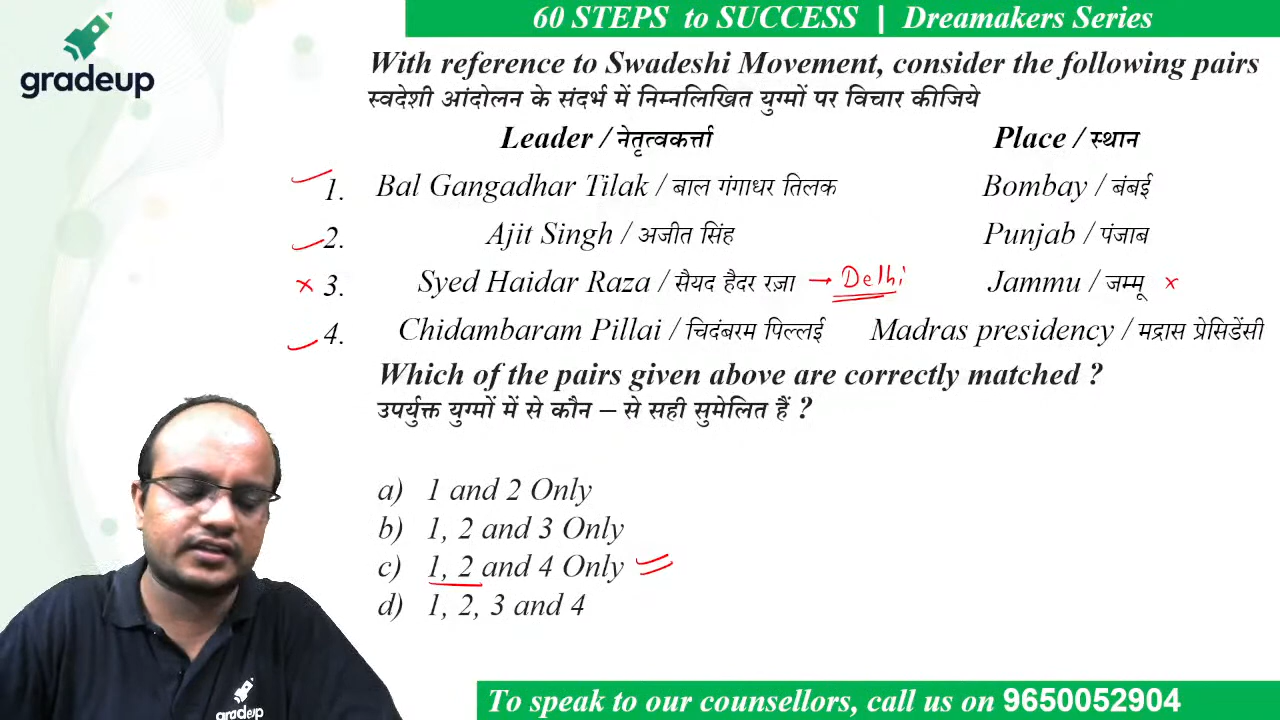 60 STEPS to SUCCESS | Dreamakers Series
gradeup
With reference to Swadeshi Movement, consider the following pairs
स्वदेशी आंदोलन के संदर्भ में निम्नलिखित युग्मों पर विचार कीजिये
Leader / नेतृत्वकर्त्ता Place / स्थान
1. Bal Gangadhar Tilak / बाल गंगाधर तिलक Bombay / बंबई
2. Ajit Singh / अजीत सिंह Punjab / पंजाब
3. Syed Haidar Raza / सैयद हैदर रज़ा → Delhi Jammu / जम्मू
4. Chidambaram Pillai / चिदंबरम पिल्लई Madras presidency / मद्रास प्रेसिडेंसी
Which of the pairs given above are correctly matched ?
उपर्युक्त युग्मों में से कौन – से सही सुमेलित हैं ?
a) 1 and 2 Only
b) 1, 2 and 3 Only
c) 1, 2 and 4 Only
d) 1, 2, 3 and 4
gradeup
To speak to our counsellors, call us on 9650052904